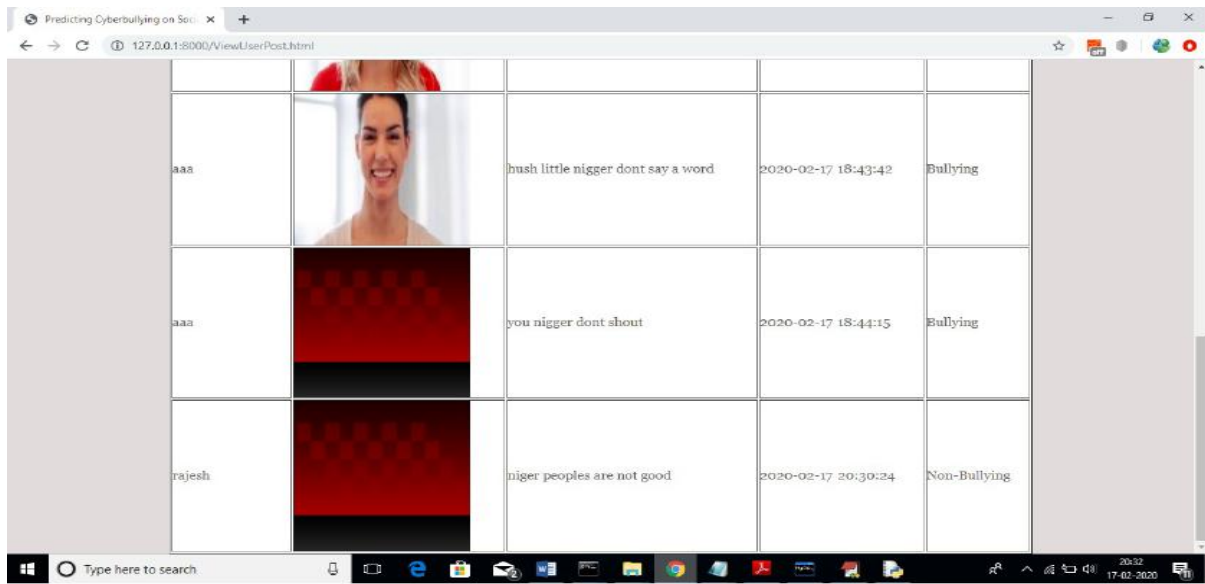 Predicting Cyberbullying on Soci
127.0.0.1:8000/ViewUserPost.html
OFF
aaa
hush little nigger dont say a word
2020-02-17 18:43:42
Bullying
aaa
you nigger dont shout
2020-02-17 18:44:15
Bullying
rajesh
niger peoples are not good
2020-02-17 20:30:24
Non-Bullying
Type here to search
20:32
17-02-2020